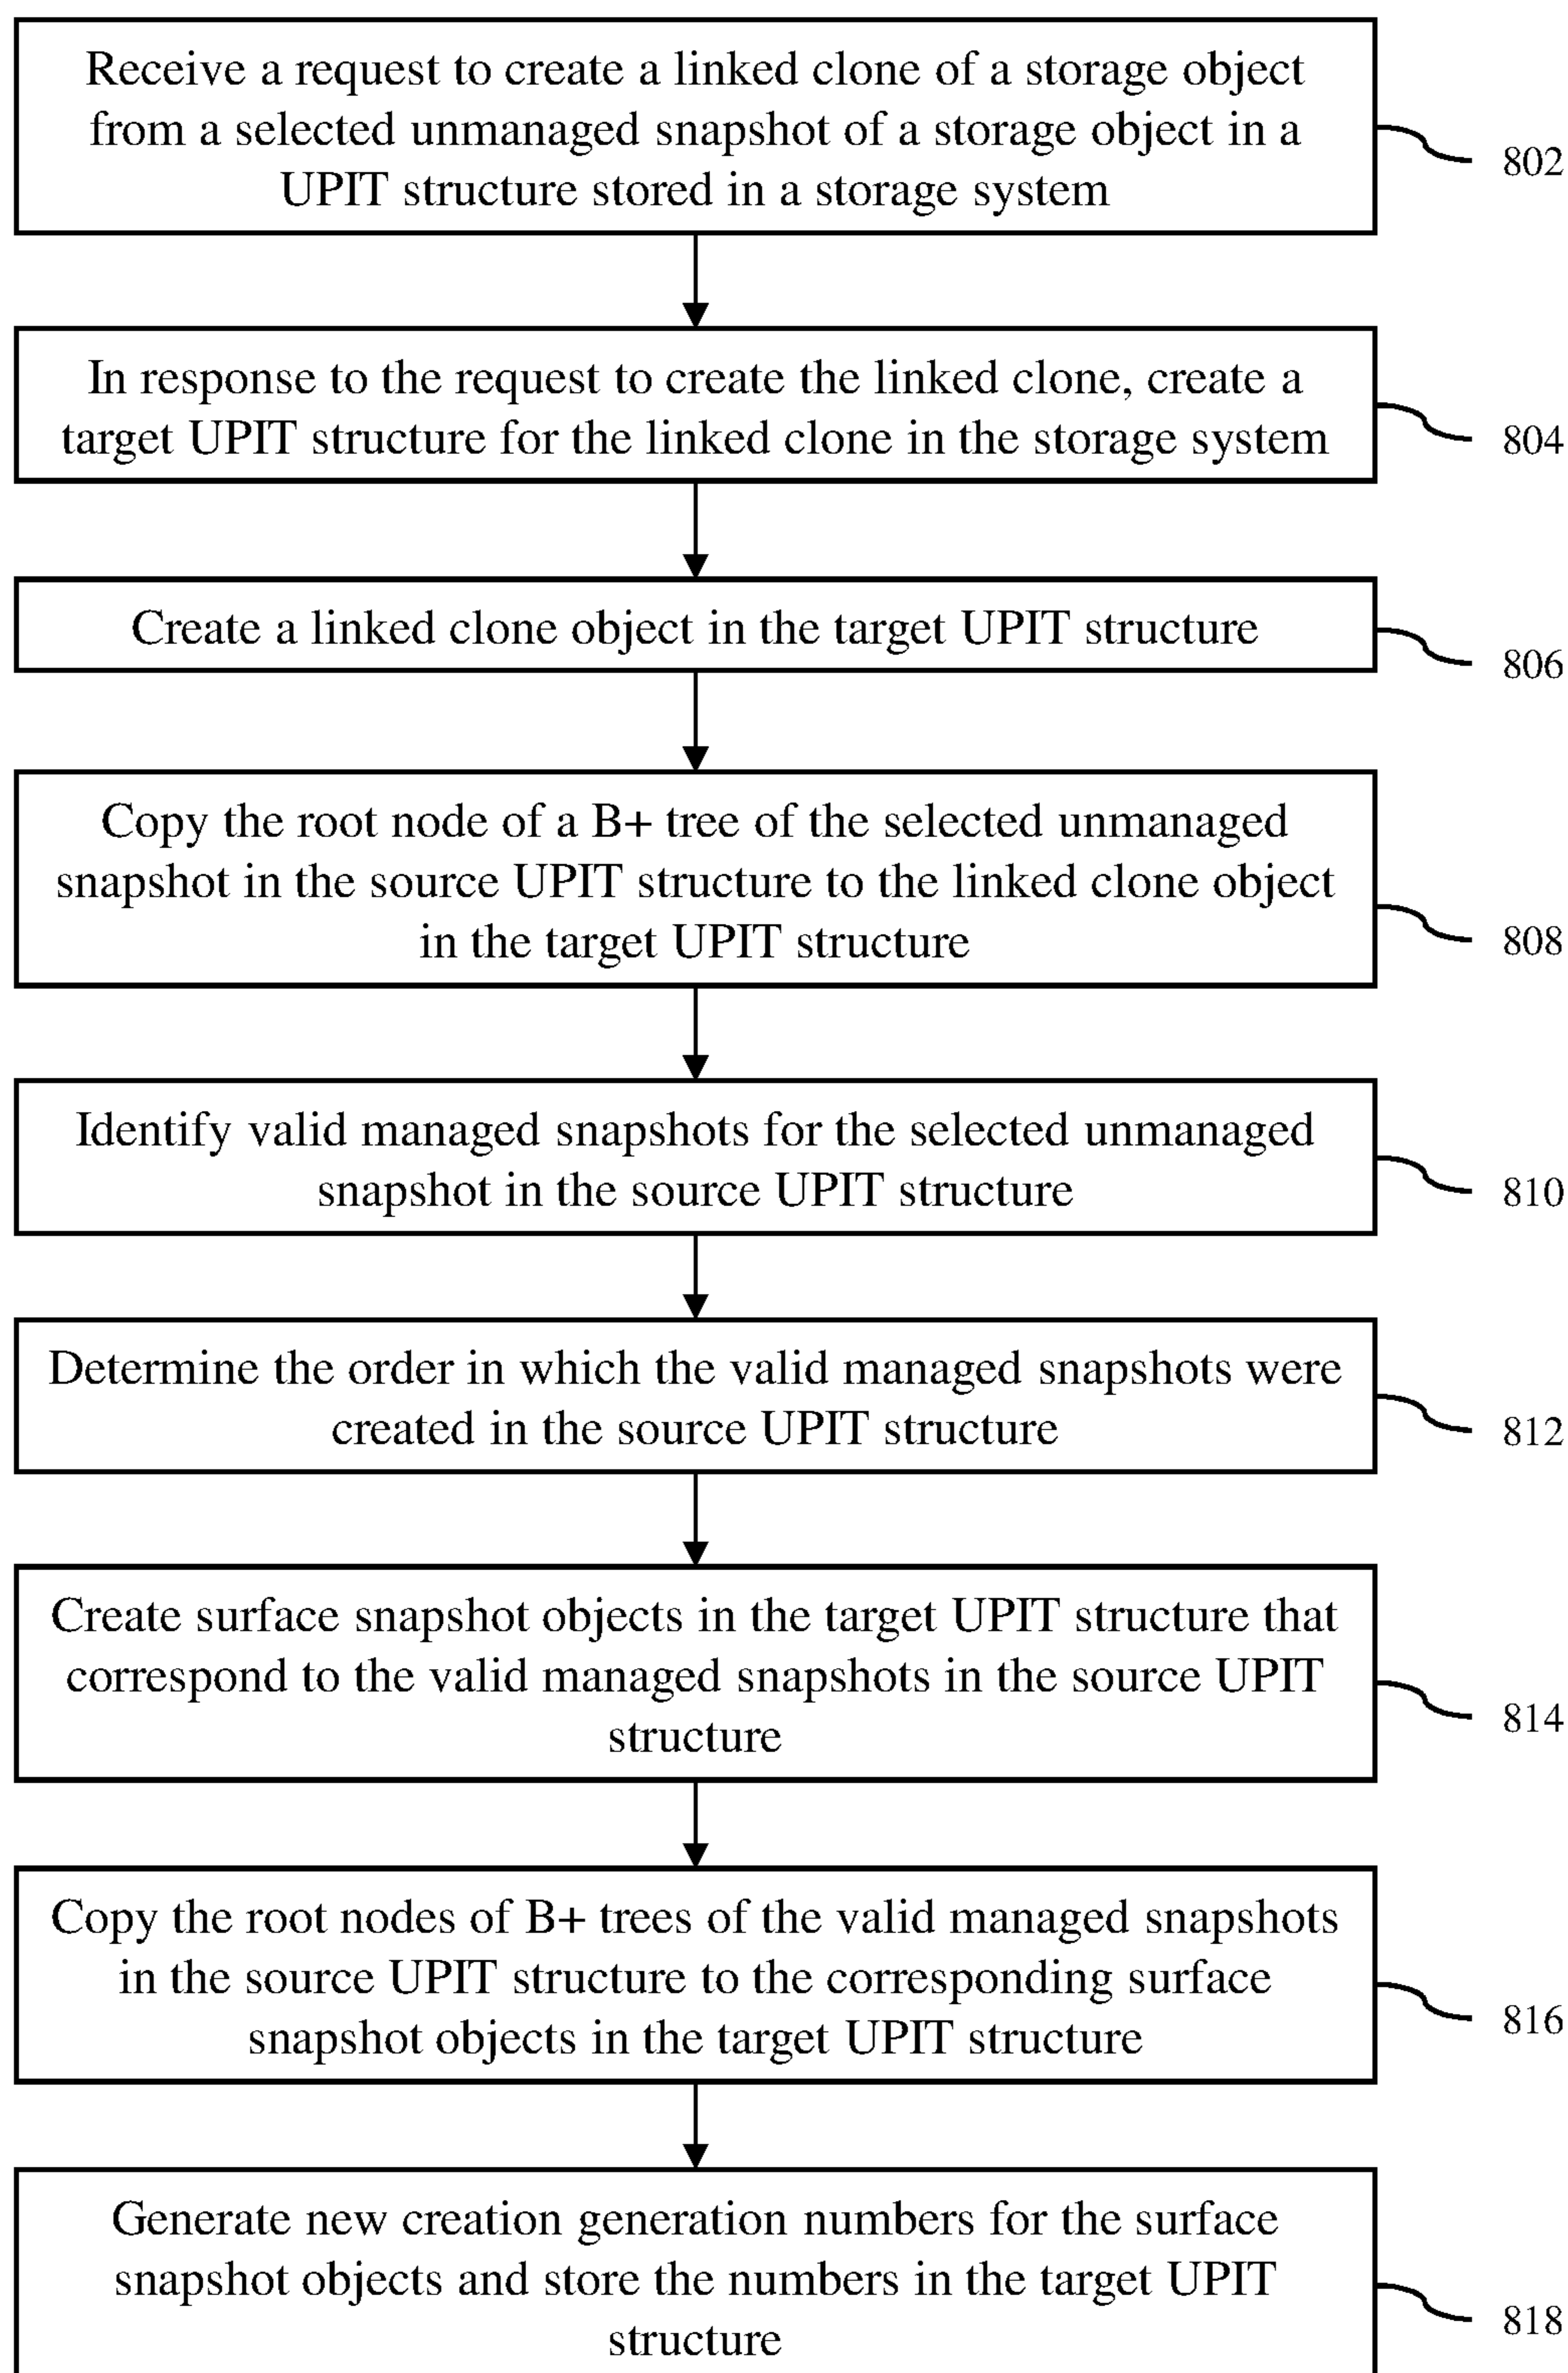 Receive a request to create a linked clone of a storage object
from a selected unmanaged snapshot of a storage object in a
UPIT structure stored in a storage system
802
In response to the request to create the linked clone, create a
target UPIT structure for the linked clone in the storage system
804
Create a linked clone object in the target UPIT structure
806
Copy the root node of a B+ tree of the selected unmanaged
snapshot in the source UPIT structure to the linked clone object
in the target UPIT structure
808
Identify valid managed snapshots for the selected unmanaged
snapshot in the source UPIT structure
810
Determine the order in which the valid managed snapshots were
created in the source UPIT structure
812
Create surface snapshot objects in the target UPIT structure that
correspond to the valid managed snapshots in the source UPIT
structure
814
Copy the root nodes of B+ trees of the valid managed snapshots
in the source UPIT structure to the corresponding surface
snapshot objects in the target UPIT structure
816
Generate new creation generation numbers for the surface
snapshot objects and store the numbers in the target UPIT
structure
818